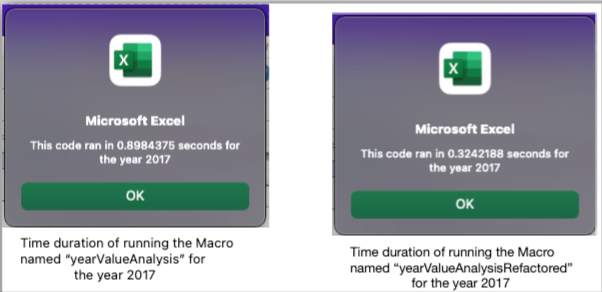 Microsoft Excel
This code ran in 0.8984375 seconds for
the year 2017
OK
Time duration of running the Macro
named “yearValueAnalysis” for
the year 2017
Microsoft Excel
This code ran in 0.3242188 seconds for
the year 2017
OK
Time duration of running the Macro
named “yearValueAnalysisRefactored”
for the year 2017